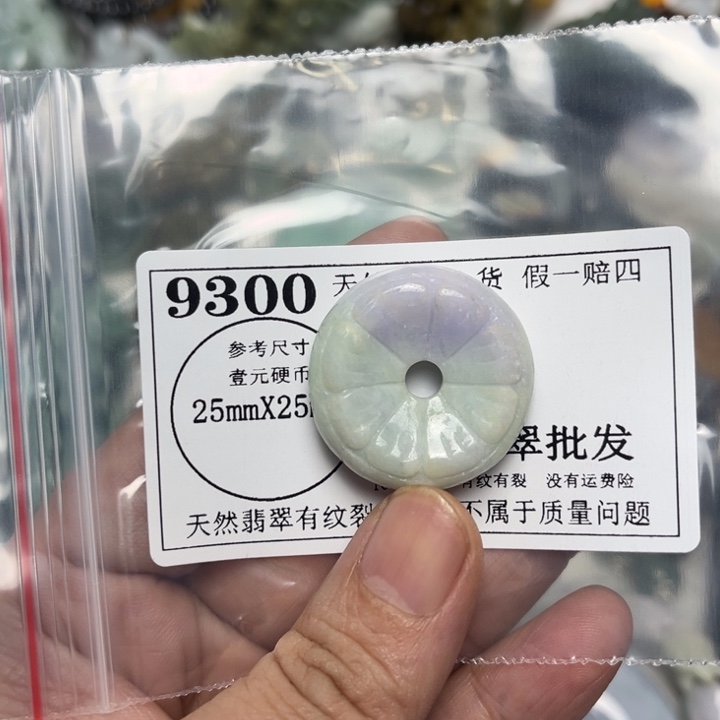 9300 天 货 假一赔四
参考尺寸
壹元硬币
25mmX25
翠批发
有纹有裂 没有运费险
天然翡翠有纹裂 不属于质量问题